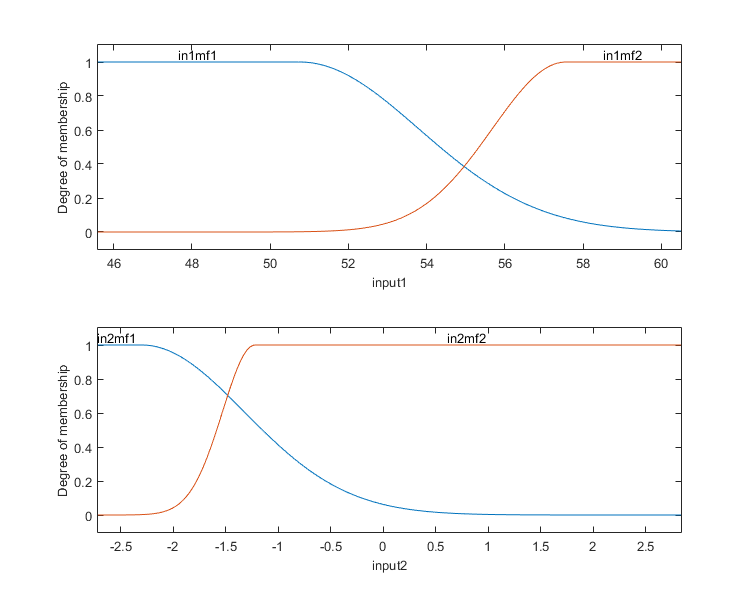 in1mf1 in1mf2
1
0.8
0.6
0.4
0.2
0
Degree of membership
46 48 50 52 54 56 58 60
input1
in2mf1 in2mf2
1
0.8
0.6
0.4
0.2
0
Degree of membership
-2.5 -2 -1.5 -1 -0.5 0 0.5 1 1.5 2 2.5
input2